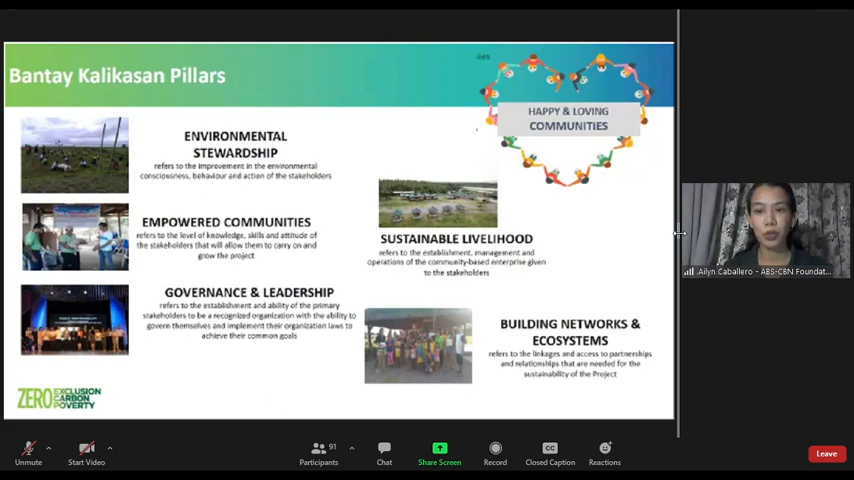 Bantay Kalikasan Pillars
HAPPY & LOVING
COMMUNITIES
ENVIRONMENTAL
STEWARDSHIP
refers to the improvement in the environmental
consciousness, behaviour and action of the stakeholders
EMPOWERED COMMUNITIES
refers to the level of knowledge, skills and attitude of
the stakeholders that will allow them to carry on and
grow the project
GOVERNANCE & LEADERSHIP
refers to the establishment and ability of the primary
stakeholders to be a recognized organization with the ability to
govern themselves and implement their organization laws to
achieve their common goals
SUSTAINABLE LIVELIHOOD
refers to the establishment, management and
operations of the community-based enterprise given
to the stakeholders
BUILDING NETWORKS &
ECOSYSTEMS
refers to the linkages and access to partnerships
and relationships that are needed for the
sustainability of the Project
ZERO EXCLUSION
CARBON
POVERTY
.Ailyn Caballero - ABS-CBN Foundat...
Unmute
Start Video
91
Participants
Chat
Share Screen
Record
CC
Closed Caption
Reactions
Leave